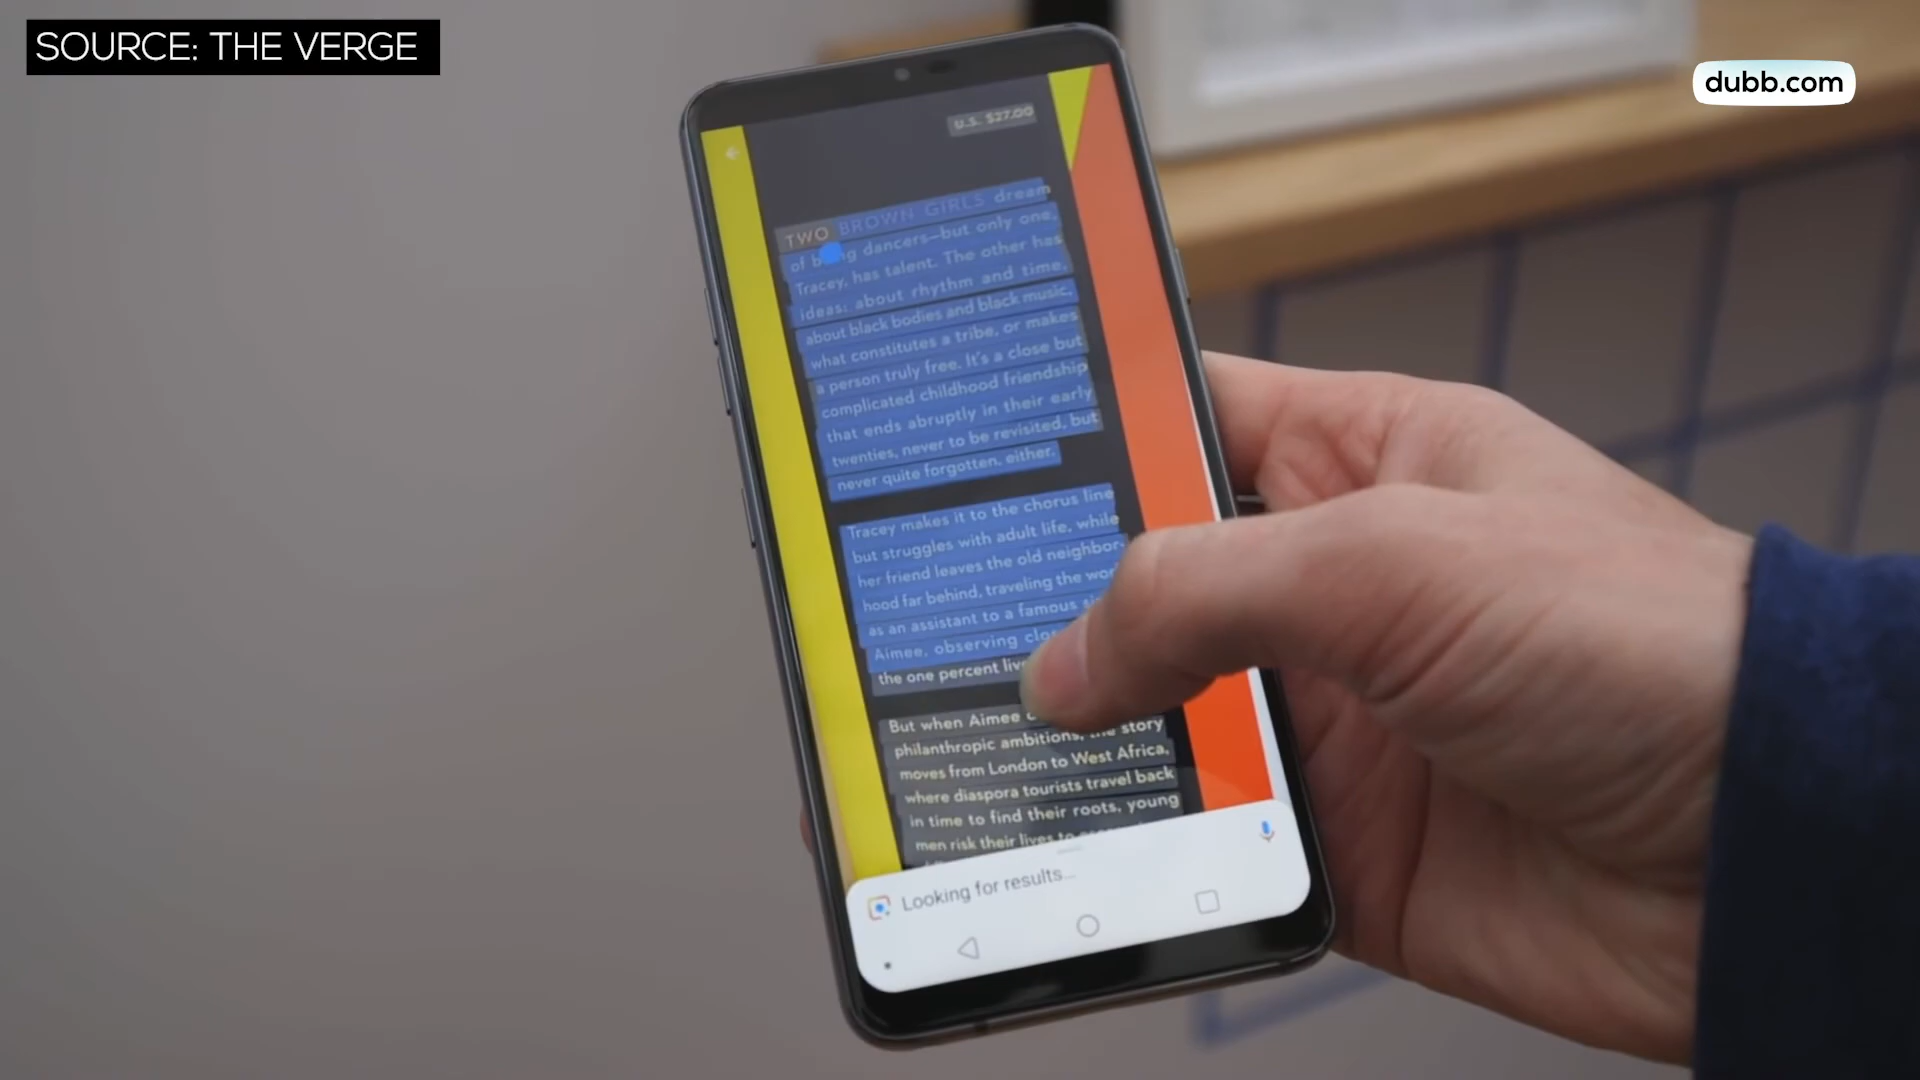 SOURCE: THE VERGE
dubb.com
U.S. $27.00
TWO BROWN GIRLS dream
of being dancers—but only one,
Tracey, has talent. The other has
ideas: about rhythm and time,
about black bodies and black music,
what constitutes a tribe, or makes
a person truly free. It's a close but
complicated childhood friendship
that ends abruptly in their early
twenties, never to be revisited, but
never quite forgotten, either.
Tracey makes it to the chorus line
but struggles with adult life, while
her friend leaves the old neighbor-
hood far behind, traveling the
as an assistant to a famous
Aimee, observing
the one percent
But when Aimee
philanthropic ambitions, the story
moves from London to West Africa,
where diaspora tourists travel back
in time to find their roots, young
men risk their lives to
Looking for results...